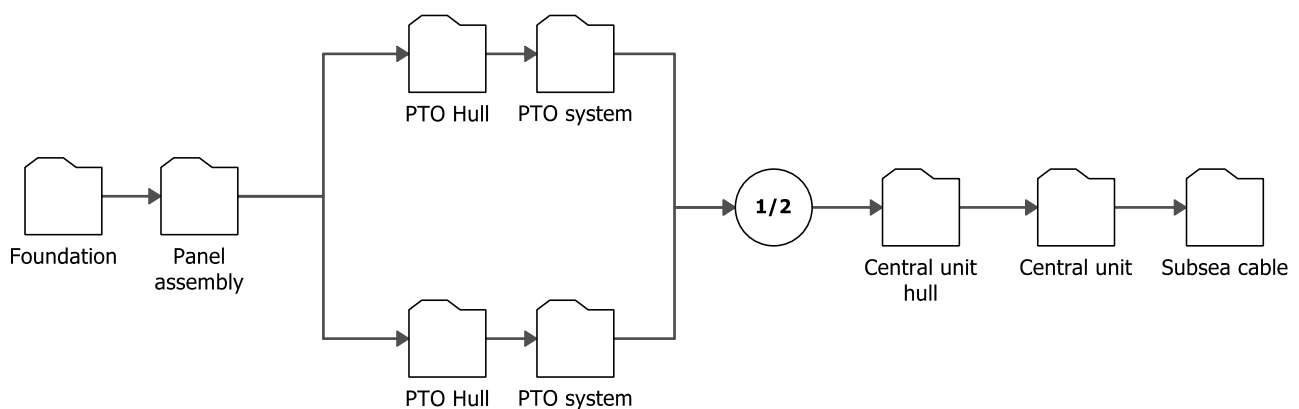 PTO Hull
PTO system
Foundation
Panel
assembly
1/2
Central unit
hull
Central unit
Subsea cable
PTO Hull
PTO system